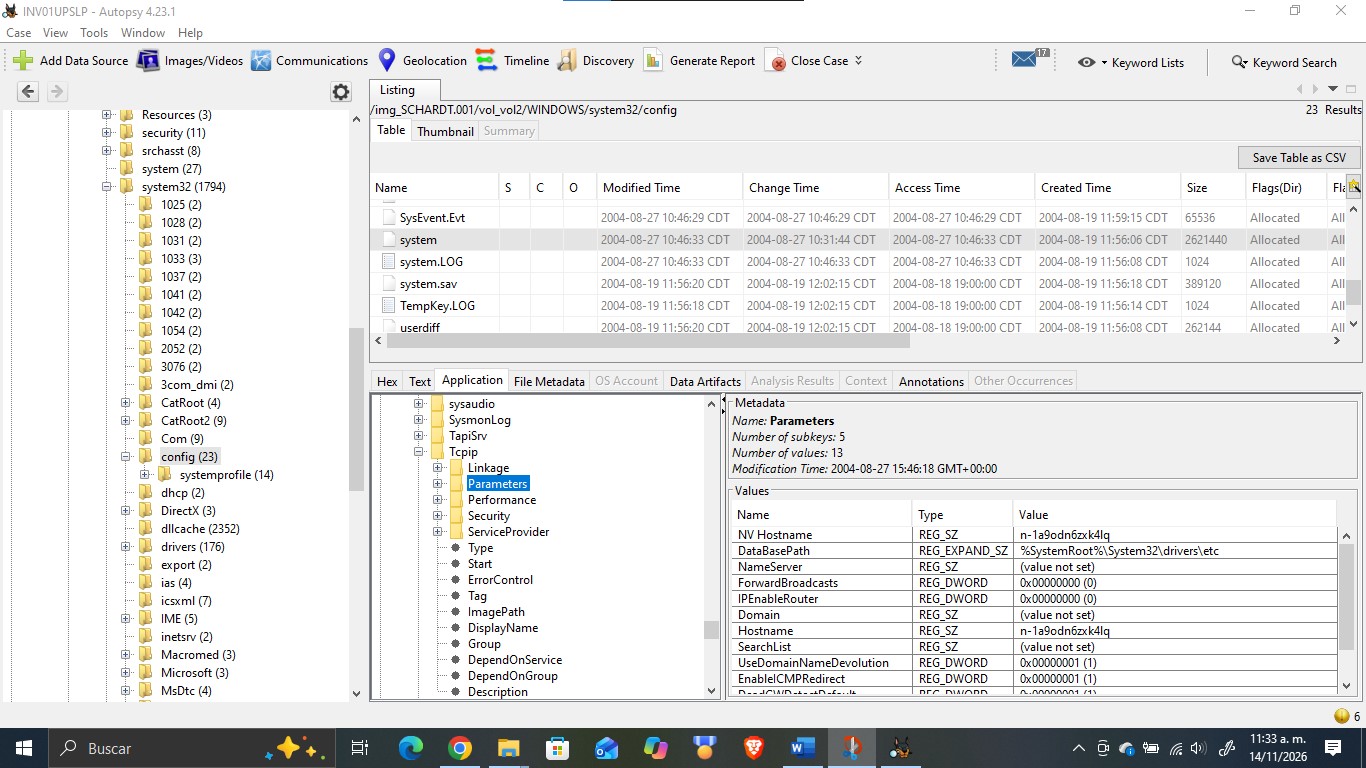 INV01UPSLP - Autopsy 4.23.1
Case View Tools Window Help
Add Data Source Images/Videos Communications Geolocation Timeline Discovery Generate Report Close Case 17 Keyword Lists Keyword Search
Listing
/img_SCHARDT.001/vol_vol2/WINDOWS/system32/config 23 Results
Table Thumbnail Summary
Save Table as CSV
Name S C O Modified Time Change Time Access Time Created Time Size Flags(Dir) Fla
SysEvent.Evt 2004-08-27 10:46:29 CDT 2004-08-27 10:46:29 CDT 2004-08-27 10:46:29 CDT 2004-08-19 11:59:15 CDT 65536 Allocated All
system 2004-08-27 10:46:33 CDT 2004-08-27 10:31:44 CDT 2004-08-27 10:46:33 CDT 2004-08-19 11:56:06 CDT 2621440 Allocated All
system.LOG 2004-08-27 10:46:33 CDT 2004-08-27 10:46:33 CDT 2004-08-27 10:46:33 CDT 2004-08-19 11:56:08 CDT 1024 Allocated All
system.sav 2004-08-19 11:56:20 CDT 2004-08-19 12:02:15 CDT 2004-08-18 19:00:00 CDT 2004-08-19 11:56:18 CDT 389120 Allocated All
TempKey.LOG 2004-08-19 11:56:18 CDT 2004-08-19 12:02:15 CDT 2004-08-18 19:00:00 CDT 2004-08-19 11:56:14 CDT 1024 Allocated All
userdiff 2004-08-19 11:56:20 CDT 2004-08-19 12:02:15 CDT 2004-08-18 19:00:00 CDT 2004-08-19 11:56:08 CDT 262144 Allocated All
Resources (3)
security (11)
srchasst (8)
system (27)
system32 (1794)
1025 (2)
1028 (2)
1031 (2)
1033 (3)
1037 (2)
1041 (2)
1042 (2)
1054 (2)
2052 (2)
3076 (2)
3com_dmi (2)
CatRoot (4)
CatRoot2 (9)
Com (9)
config (23)
systemprofile (14)
dhcp (2)
DirectX (3)
dllcache (2352)
drivers (176)
export (2)
ias (4)
icsxml (7)
IME (5)
inetsrv (2)
Macromed (3)
Microsoft (3)
MsDtc (4)
Hex Text Application File Metadata OS Account Data Artifacts Analysis Results Context Annotations Other Occurrences
sysaudio
SysmonLog
TapiSrv
Tcpip
Linkage
Parameters
Performance
Security
ServiceProvider
Type
Start
ErrorControl
Tag
ImagePath
DisplayName
Group
DependOnService
DependOnGroup
Description
Metadata
Name: Parameters
Number of subkeys: 5
Number of values: 13
Modification Time: 2004-08-27 15:46:18 GMT+00:00
Values
Name Type Value
NV Hostname REG_SZ n-1a9odn6zxk4lq
DataBasePath REG_EXPAND_SZ %SystemRoot%\System32\drivers\etc
NameServer REG_SZ (value not set)
ForwardBroadcasts REG_DWORD 0x00000000 (0)
IPEnableRouter REG_DWORD 0x00000000 (0)
Domain REG_SZ (value not set)
Hostname REG_SZ n-1a9odn6zxk4lq
SearchList REG_SZ (value not set)
UseDomainNameDevolution REG_DWORD 0x00000001 (1)
EnableICMPRedirect REG_DWORD 0x00000001 (1)
DeadGWDetectDefault REG_DWORD 0x00000001 (1)
6
Buscar
11:33 a. m.
14/11/2026